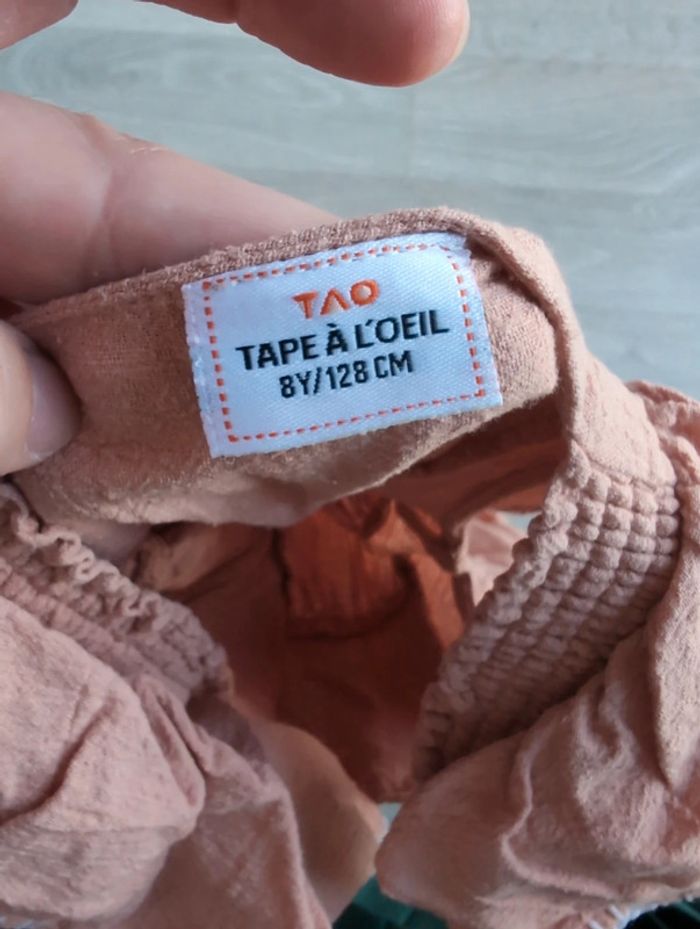 TAO
TAPE À L'OEIL
8Y/128 CM